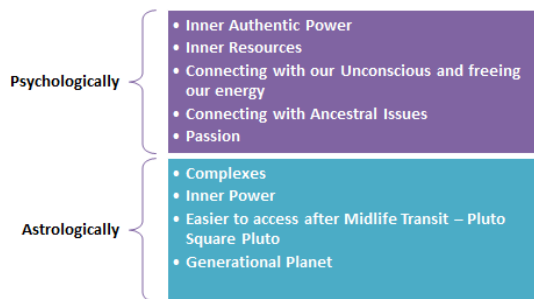 Psychologically
• Inner Authentic Power
• Inner Resources
• Connecting with our Unconscious and freeing
our energy
• Connecting with Ancestral Issues
• Passion
Astrologically
• Complexes
• Inner Power
• Easier to access after Midlife Transit – Pluto
Square Pluto
• Generational Planet